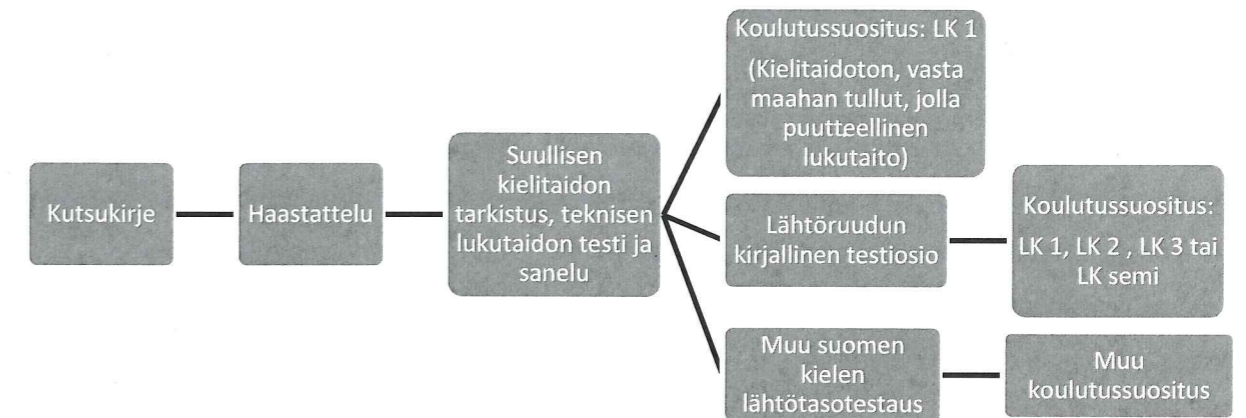 Kutsukirje
Haastattelu
Suullisen
kielitaidon
tarkistus, teknisen
lukutaidon testi ja
sanelu
Koulutussuositus: LK 1
(Kielitaidoton, vasta
maahan tullut, jolla
puutteellinen
lukutaito)
Lähtöruudun
kirjallinen testiosio
Koulutussuositus:
LK 1, LK 2 , LK 3 tai
LK semi
Muu suomen
kielen
lähtötasotestaus
Muu
koulutussuositus